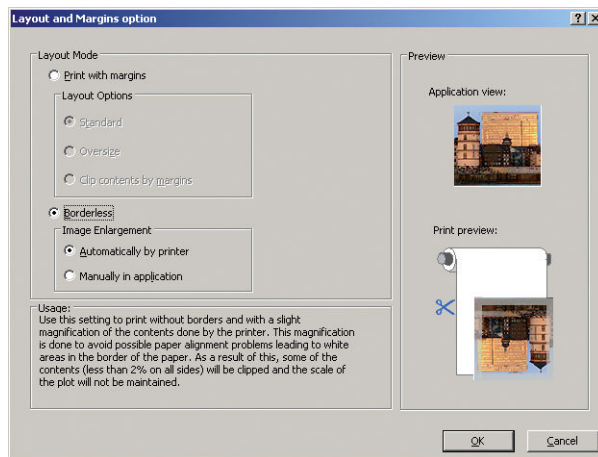 Layout and Margins option
Layout Mode
Print with margins
Layout Options
Standard
Oversize
Clip contents by margins
Borderless
Image Enlargement
Automatically by printer
Manually in application
Usage:
Use this setting to print without borders and with a slight
magnification of the contents done by the printer. This magnification
is done to avoid possible paper alignment problems leading to white
areas in the border of the paper. As a result of this, some of the
contents (less than 2% on all sides) will be clipped and the scale of
the plot will not be maintained.
Preview
Application view:
Print preview:
OK
Cancel